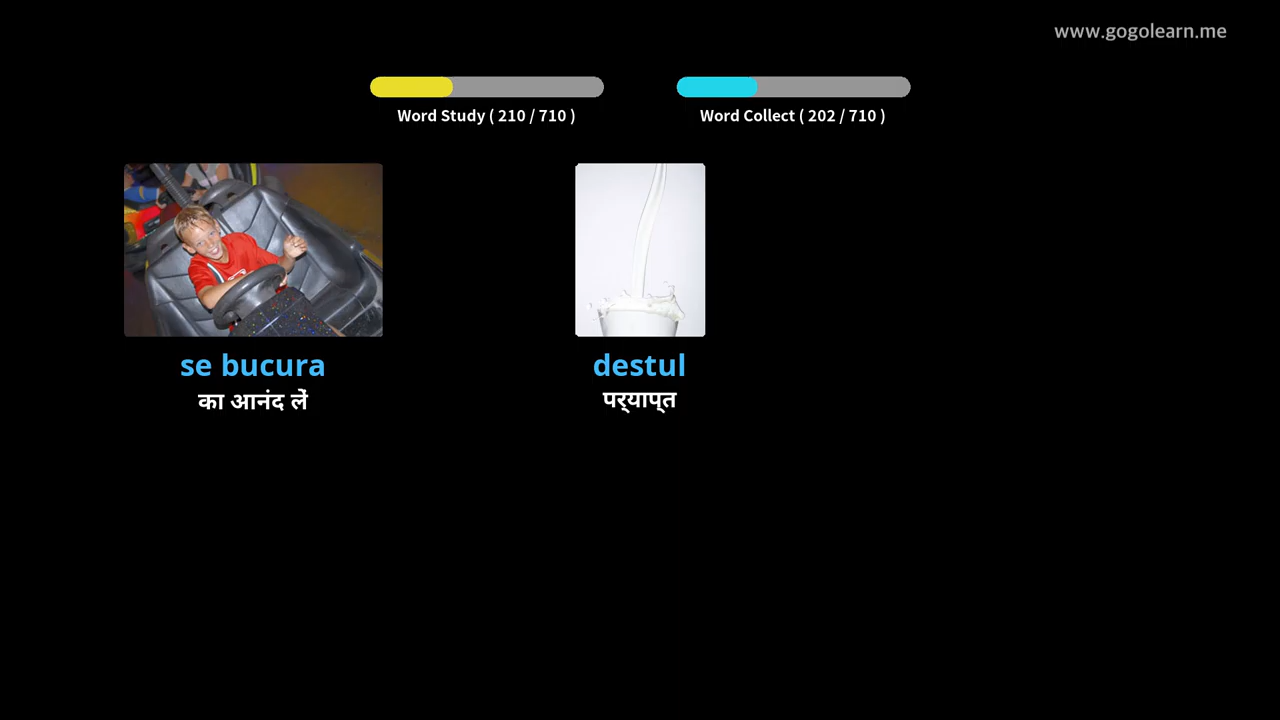 www.gogolearn.me
Word Study ( 210 / 710 )
Word Collect ( 202 / 710 )
se bucura
का आनंद लें
destul
पर्याप्त